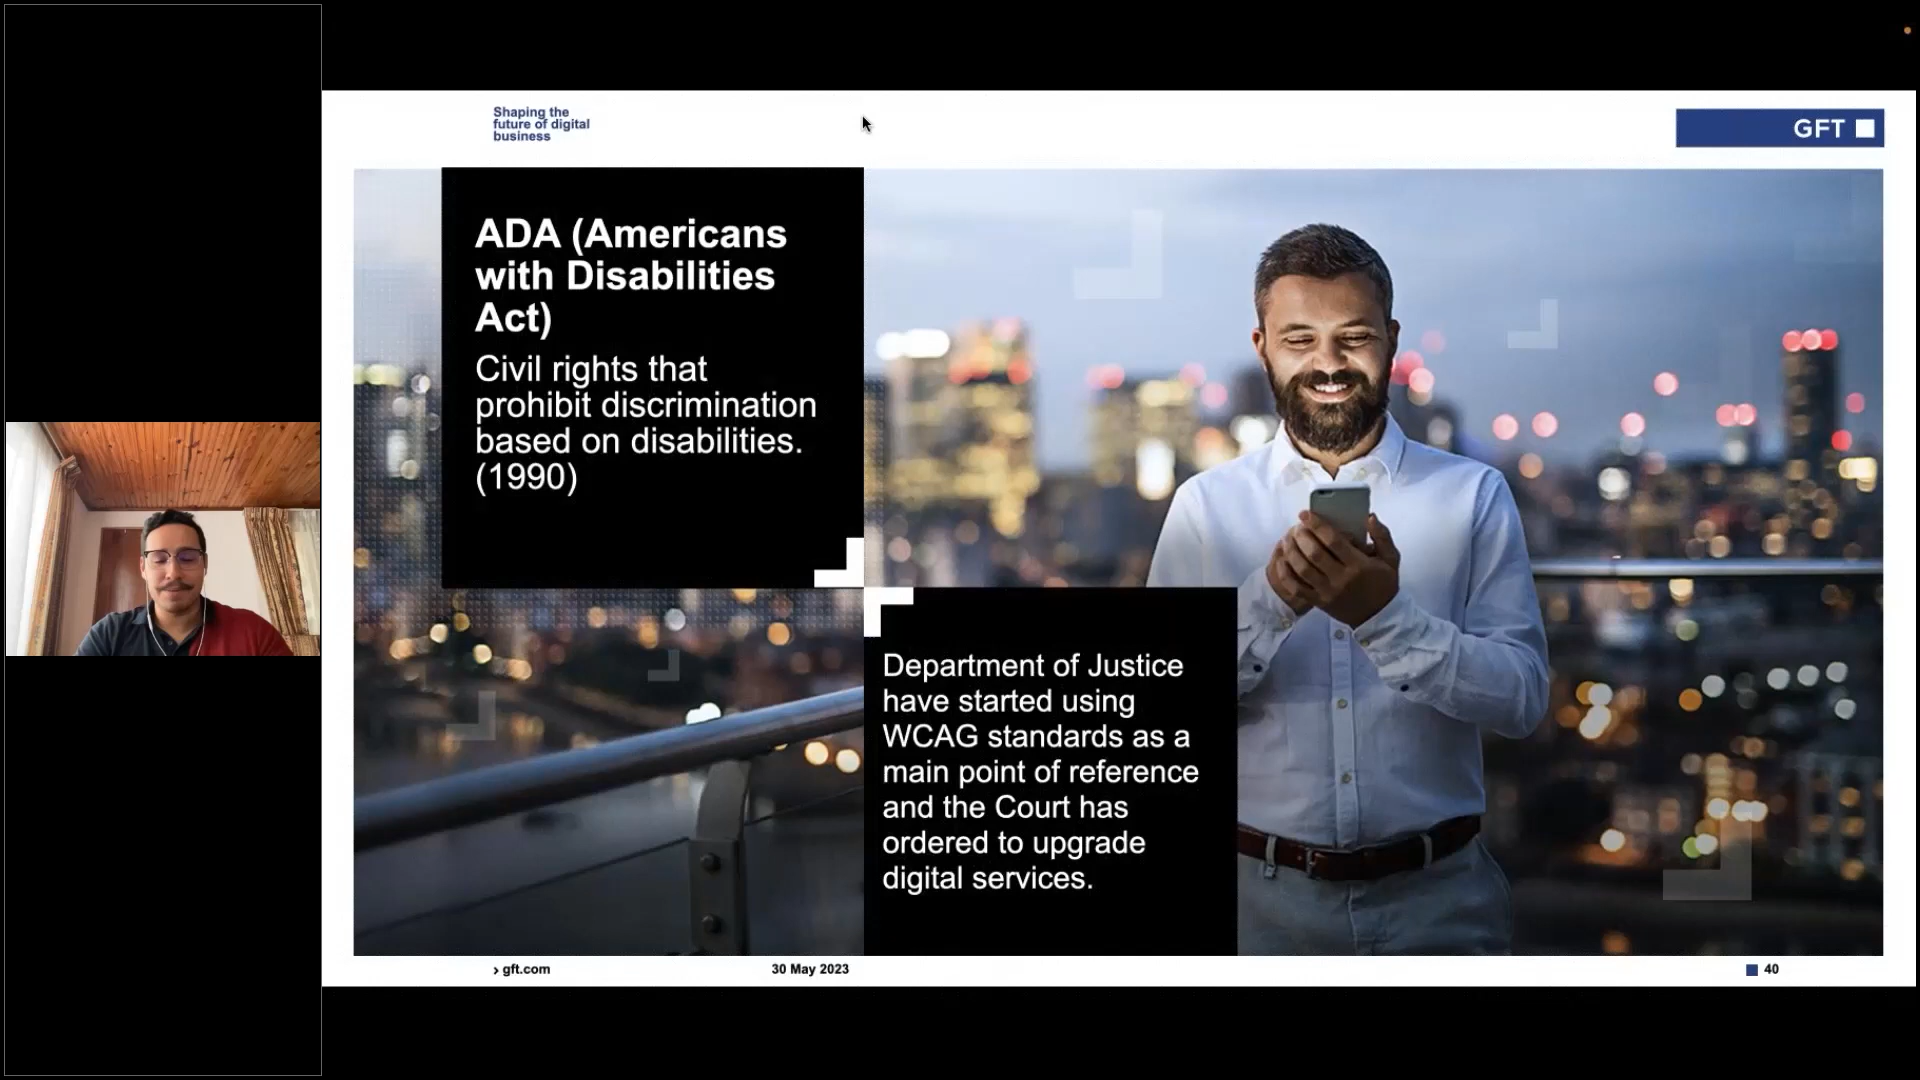 Shaping the
future of digital
business
GFT
ADA (Americans
with Disabilities
Act)
Civil rights that
prohibit discrimination
based on disabilities.
(1990)
Department of Justice
have started using
WCAG standards as a
main point of reference
and the Court has
ordered to upgrade
digital services.
› gft.com
30 May 2023
40